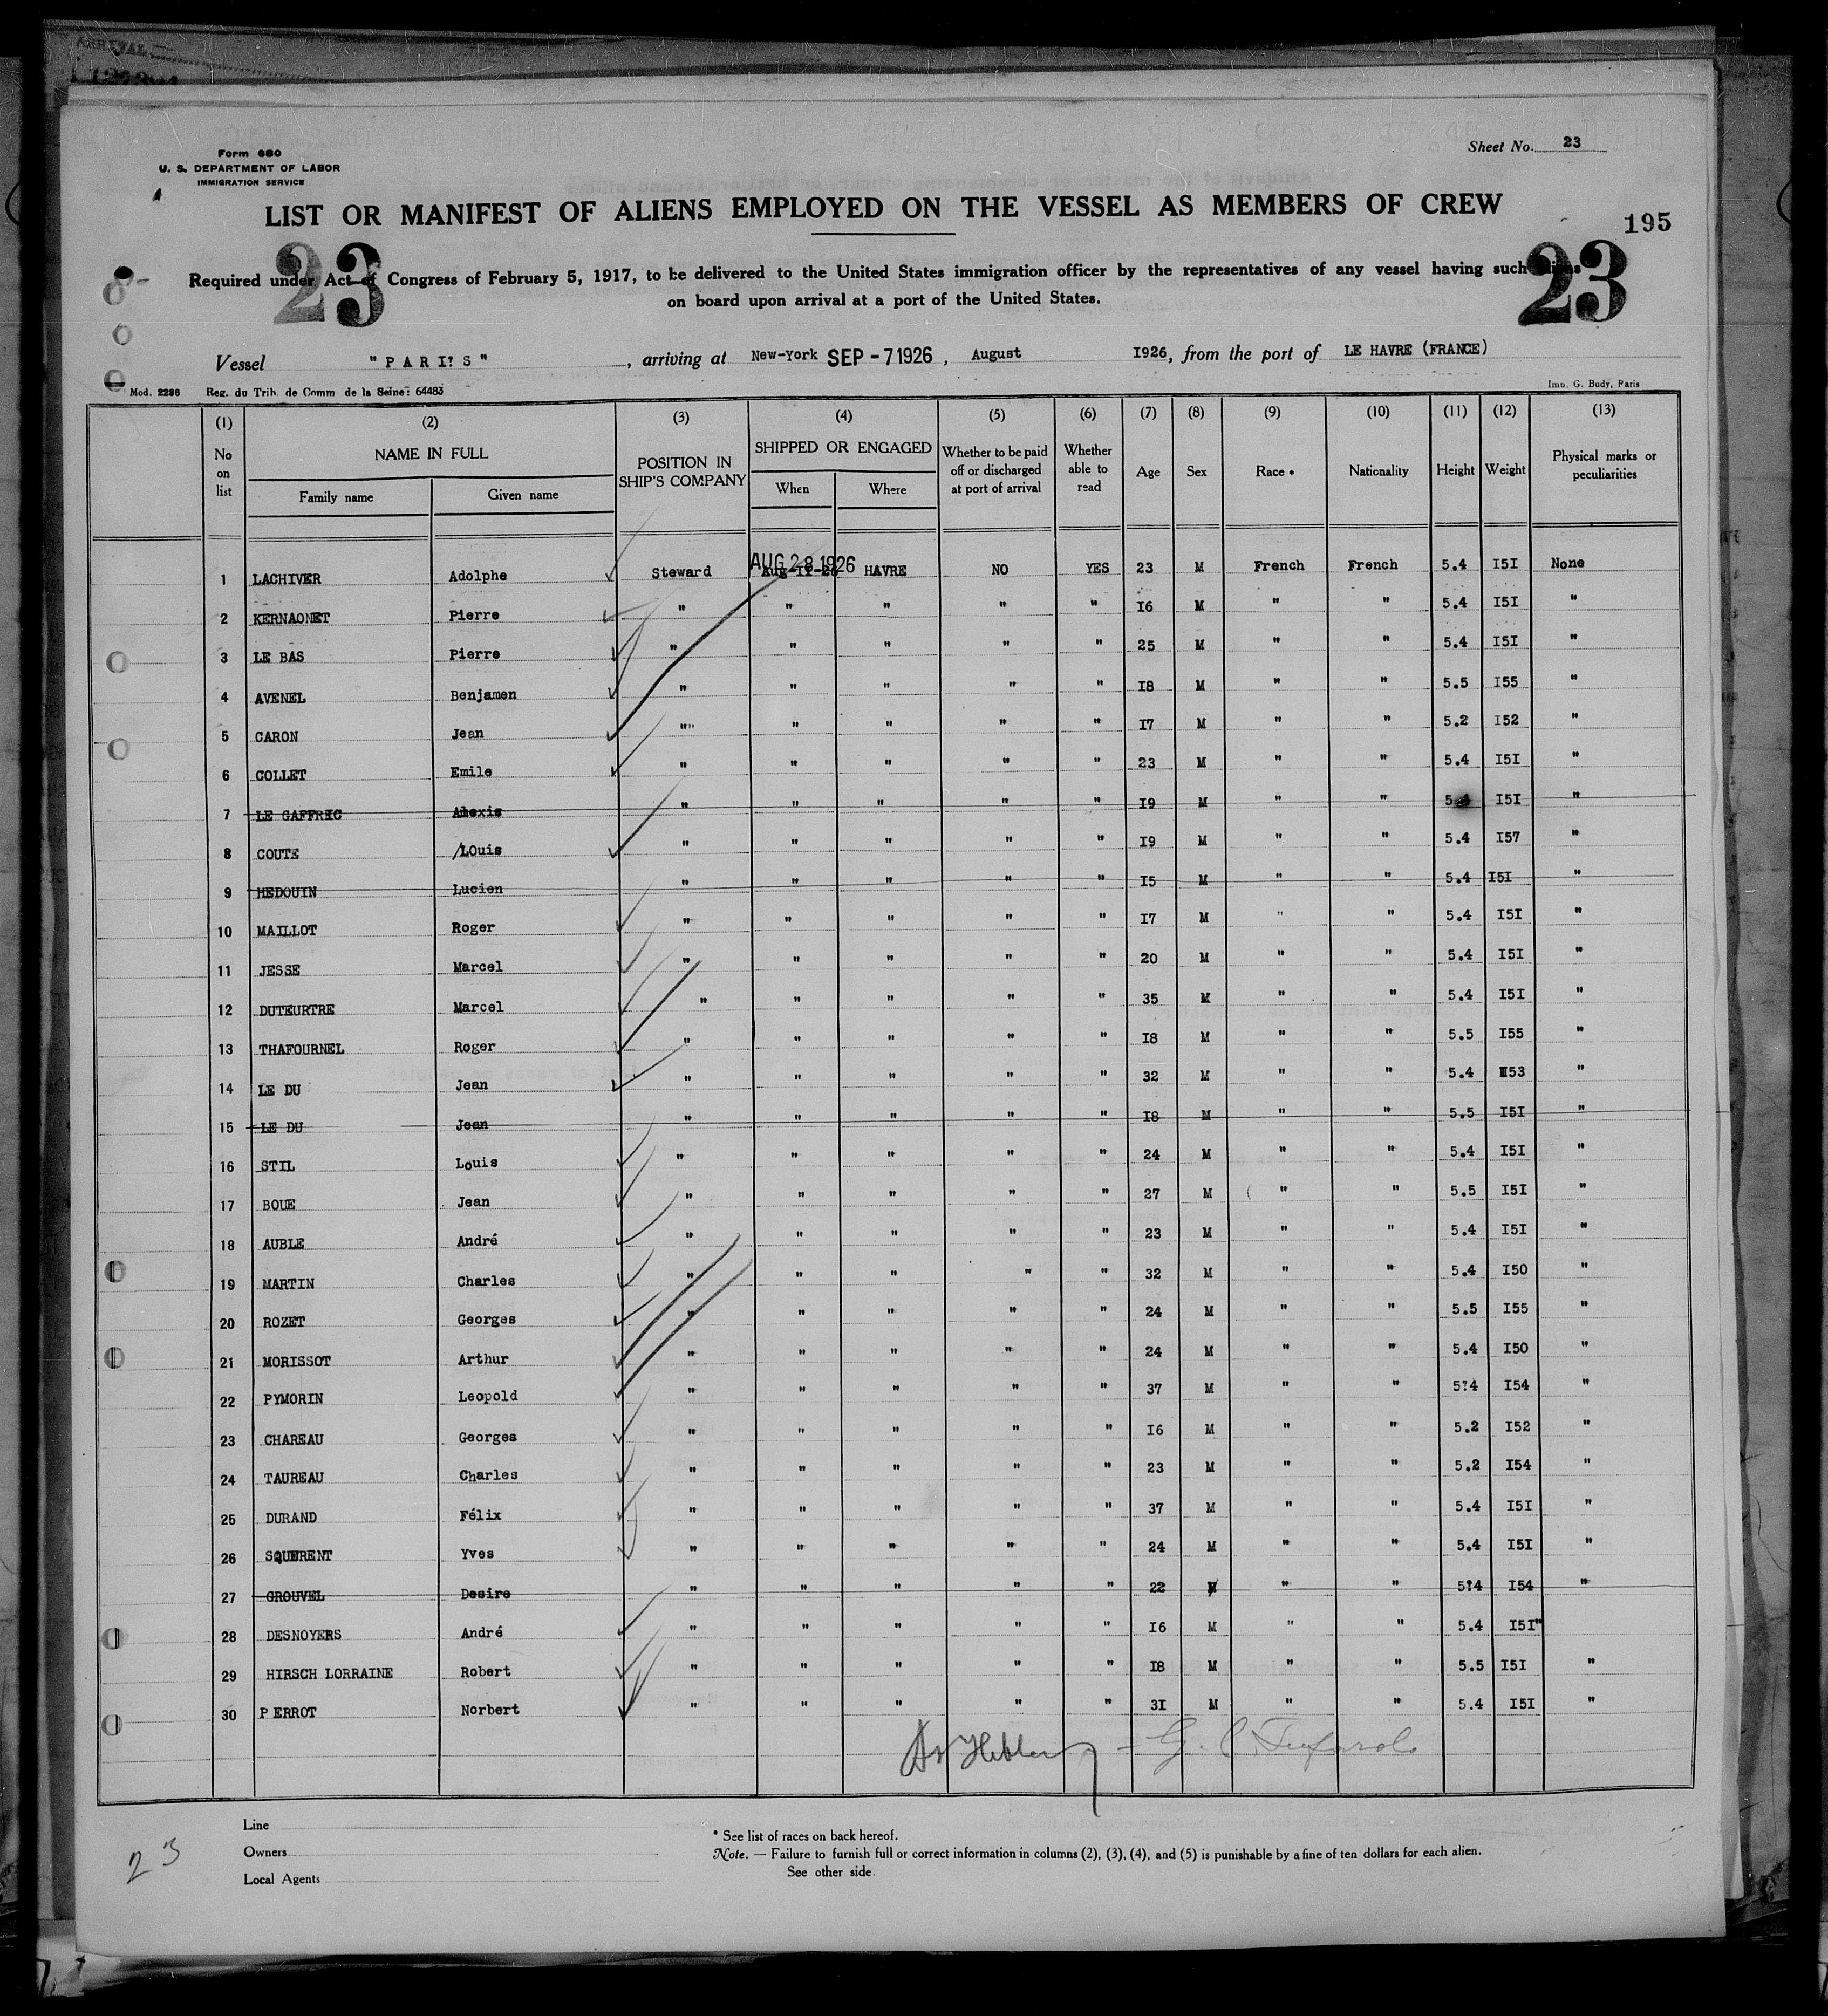 ARRIVAL
Form 680
U. S. DEPARTMENT OF LABOR
IMMIGRATION SERVICE
Sheet No. 23
LIST OR MANIFEST OF ALIENS EMPLOYED ON THE VESSEL AS MEMBERS OF CREW
195
23 23
Required under Act of Congress of February 5, 1917, to be delivered to the United States immigration officer by the representatives of any vessel having such aliens
on board upon arrival at a port of the United States.
Vessel "PARI?S", arriving at New-York SEP -7 1926, August 1926, from the port of LE HAVRE (FRANCE)
Mod. 2286 Reg. du Trib. de Comm de la Seine: 64483 Imp. G. Budy, Paris
(1) (2) (3) (4) (5) (6) (7) (8) (9) (10) (11) (12) (13)
No on list NAME IN FULL Family name Given name POSITION IN SHIP'S COMPANY SHIPPED OR ENGAGED When Where Whether to be paid off or discharged at port of arrival Whether able to read Age Sex Race * Nationality Height Weight Physical marks or peculiarities
AUG 28 1926
1 LACHIVER Adolphe Steward Aug-II-26 HAVRE NO YES 23 M French French 5.4 I5I None
2 KERNAONET Pierre " " " " " I6 M " " 5.4 I5I "
3 LE BAS Pierre " " " " " 25 M " " 5.4 I5I "
4 AVENEL Benjamen " " " " " I8 M " " 5.5 I55 "
5 CARON Jean "" " " " " I7 M " " 5.2 I52 "
6 COLLET Emile " " " " " 23 M " " 5.4 I5I "
7 LE GAFFRIC Alexis " " " " " I9 M " " 5.4 I5I "
8 COUTE /LOuis " " " " " I9 M " " 5.4 I57 "
9 HEDOUIN Lucien " " " " " I5 M " " 5.4 I5I "
10 MAILLOT Roger " " " " " I7 M " " 5.4 I5I "
11 JESSE Marcel " " " " " 20 M " " 5.4 I5I "
12 DUTEURTRE Marcel " " " " " 35 M " " 5.4 I5I "
13 THAFOURNEL Roger " " " " " I8 M " " 5.5 I55 "
14 LE DU Jean " " " " " 32 M " " 5.4 I53 "
15 LE DU Jean " " " " " I8 M " " 5.5 I5I "
16 STIL Louis " " " " " 24 M " " 5.4 I5I "
17 BOUE Jean " " " " " 27 M ( " " 5.5 I5I "
18 AUBLE André " " " " " 23 M " " 5.4 I5I "
19 MARTIN Charles " " " " " 32 M " " 5.4 I50 "
20 ROZET Georges " " " " " 24 M " " 5.5 I55 "
21 MORISSOT Arthur " " " " " 24 M " " 5.4 I50 "
22 PYMORIN Leopold " " " " " 37 M " " 5?4 I54 "
23 CHAREAU Georges " " " " " I6 M " " 5.2 I52 "
24 TAUREAU Charles " " " " " 23 M " " 5.2 I54 "
25 DURAND Félix " " " " " 37 M " " 5.4 I5I "
26 SQUERENT Yves " " " " " 24 M " " 5.4 I5I "
27 GROUVEL Desire " " " " " 22 M " " 5?4 I54 "
28 DESNOYERS André " " " " " I6 M " " 5.4 I5I"
29 HIRSCH LORRAINE Robert " " " " " I8 M " " 5.5 I5I "
30 P ERROT Norbert " " " " " 3I M " " 5.4 I5I "
Line
Owners
Local Agents
* See list of races on back hereof.
Note. — Failure to furnish full or correct information in columns (2), (3), (4), and (5) is punishable by a fine of ten dollars for each alien.
See other side.
23